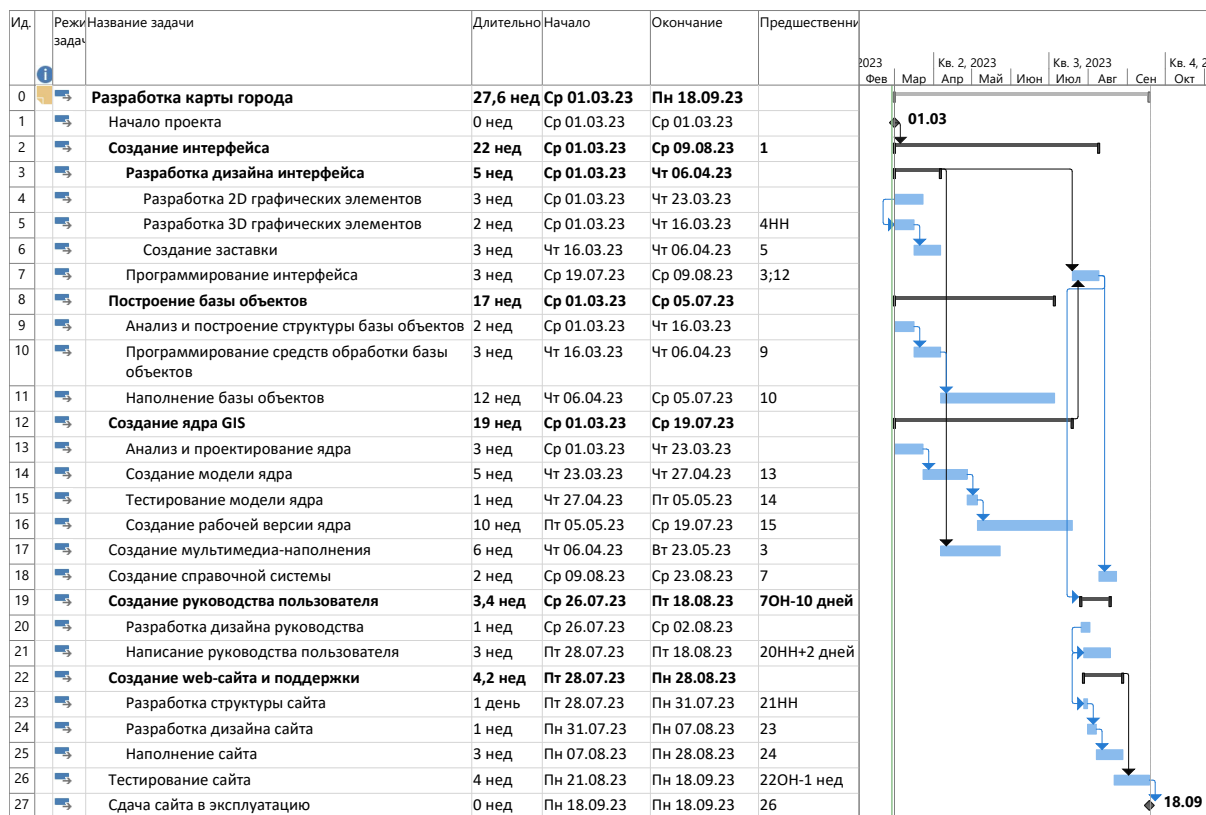 Ид. Режи Название задачи Длительно Начало Окончание Предшественни
задач
2023 Кв. 2, 2023 Кв. 3, 2023 Кв. 4, 2
Фев Мар Апр Май Июн Июл Авг Сен Окт
0 Разработка карты города 27,6 нед Ср 01.03.23 Пн 18.09.23
1 Начало проекта 0 нед Ср 01.03.23 Ср 01.03.23 01.03
2 Создание интерфейса 22 нед Ср 01.03.23 Ср 09.08.23 1
3 Разработка дизайна интерфейса 5 нед Ср 01.03.23 Чт 06.04.23
4 Разработка 2D графических элементов 3 нед Ср 01.03.23 Чт 23.03.23
5 Разработка 3D графических элементов 2 нед Ср 01.03.23 Чт 16.03.23 4НН
6 Создание заставки 3 нед Чт 16.03.23 Чт 06.04.23 5
7 Программирование интерфейса 3 нед Ср 19.07.23 Ср 09.08.23 3;12
8 Построение базы объектов 17 нед Ср 01.03.23 Ср 05.07.23
9 Анализ и построение структуры базы объектов 2 нед Ср 01.03.23 Чт 16.03.23
10 Программирование средств обработки базы 3 нед Чт 16.03.23 Чт 06.04.23 9
объектов
11 Наполнение базы объектов 12 нед Чт 06.04.23 Ср 05.07.23 10
12 Создание ядра GIS 19 нед Ср 01.03.23 Ср 19.07.23
13 Анализ и проектирование ядра 3 нед Ср 01.03.23 Чт 23.03.23
14 Создание модели ядра 5 нед Чт 23.03.23 Чт 27.04.23 13
15 Тестирование модели ядра 1 нед Чт 27.04.23 Пт 05.05.23 14
16 Создание рабочей версии ядра 10 нед Пт 05.05.23 Ср 19.07.23 15
17 Создание мультимедиа-наполнения 6 нед Чт 06.04.23 Вт 23.05.23 3
18 Создание справочной системы 2 нед Ср 09.08.23 Ср 23.08.23 7
19 Создание руководства пользователя 3,4 нед Ср 26.07.23 Пт 18.08.23 7ОН-10 дней
20 Разработка дизайна руководства 1 нед Ср 26.07.23 Ср 02.08.23
21 Написание руководства пользователя 3 нед Пт 28.07.23 Пт 18.08.23 20НН+2 дней
22 Создание web-сайта и поддержки 4,2 нед Пт 28.07.23 Пн 28.08.23
23 Разработка структуры сайта 1 день Пт 28.07.23 Пн 31.07.23 21НН
24 Разработка дизайна сайта 1 нед Пн 31.07.23 Пн 07.08.23 23
25 Наполнение сайта 3 нед Пн 07.08.23 Пн 28.08.23 24
26 Тестирование сайта 4 нед Пн 21.08.23 Пн 18.09.23 22ОН-1 нед
27 Сдача сайта в эксплуатацию 0 нед Пн 18.09.23 Пн 18.09.23 26 18.09